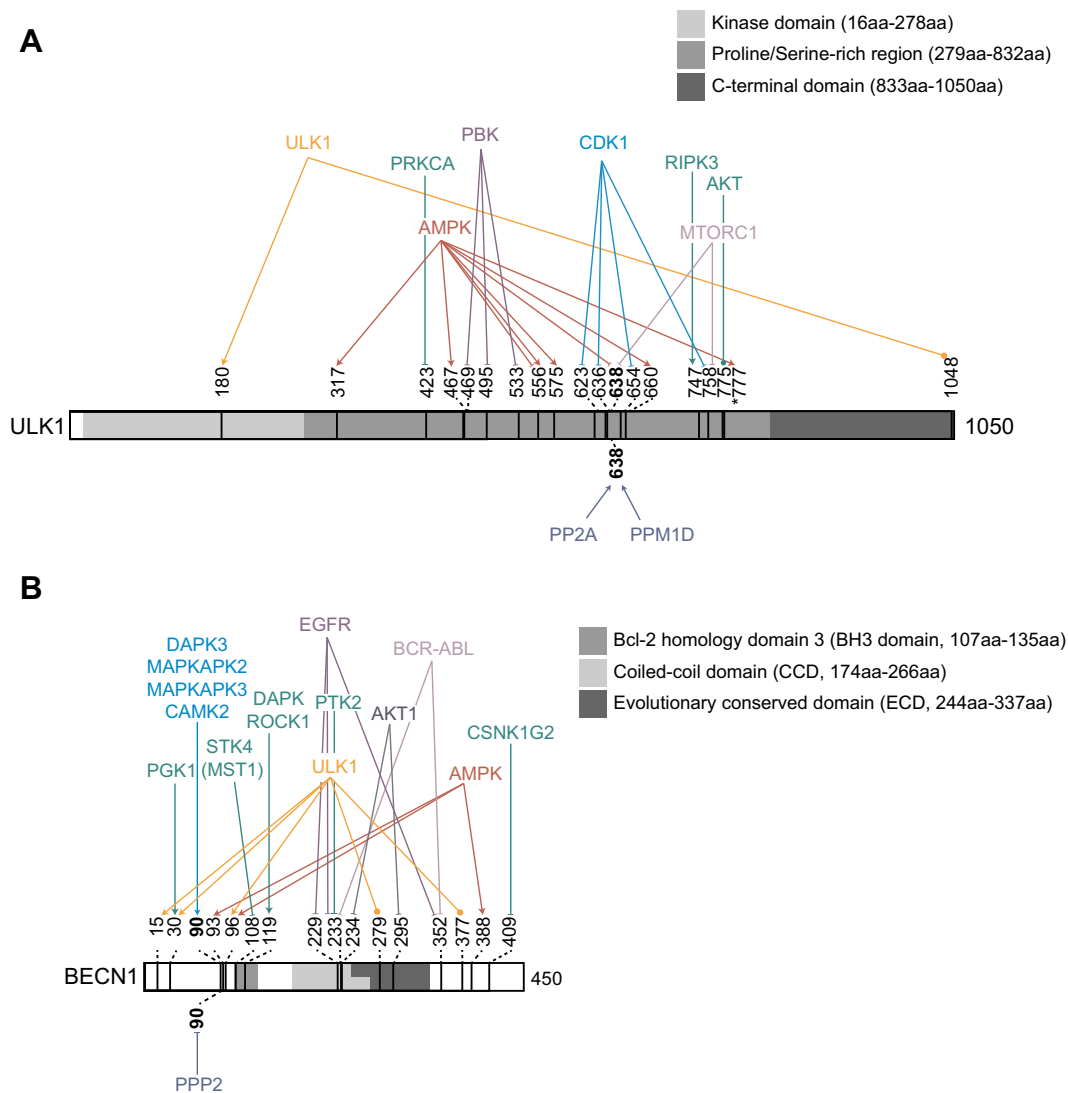 A
Kinase domain (16aa-278aa)
Proline/Serine-rich region (279aa-832aa)
C-terminal domain (833aa-1050aa)
ULK1
PRKCA
PBK
CDK1
RIPK3
AKT
AMPK
MTORC1
180
317
423
467
469
495
533
556
575
623
636
638
654
660
747
758
775
*777
1048
ULK1
1050
638
PP2A
PPM1D
B
Bcl-2 homology domain 3 (BH3 domain, 107aa-135aa)
Coiled-coil domain (CCD, 174aa-266aa)
Evolutionary conserved domain (ECD, 244aa-337aa)
DAPK3
MAPKAPK2
MAPKAPK3
CAMK2
EGFR
BCR-ABL
DAPK
ROCK1
PTK2
AKT1
CSNK1G2
PGK1
STK4
(MST1)
ULK1
AMPK
15
30
90
93
96
108
119
229
233
234
279
295
352
377
388
409
BECN1
450
90
PPP2